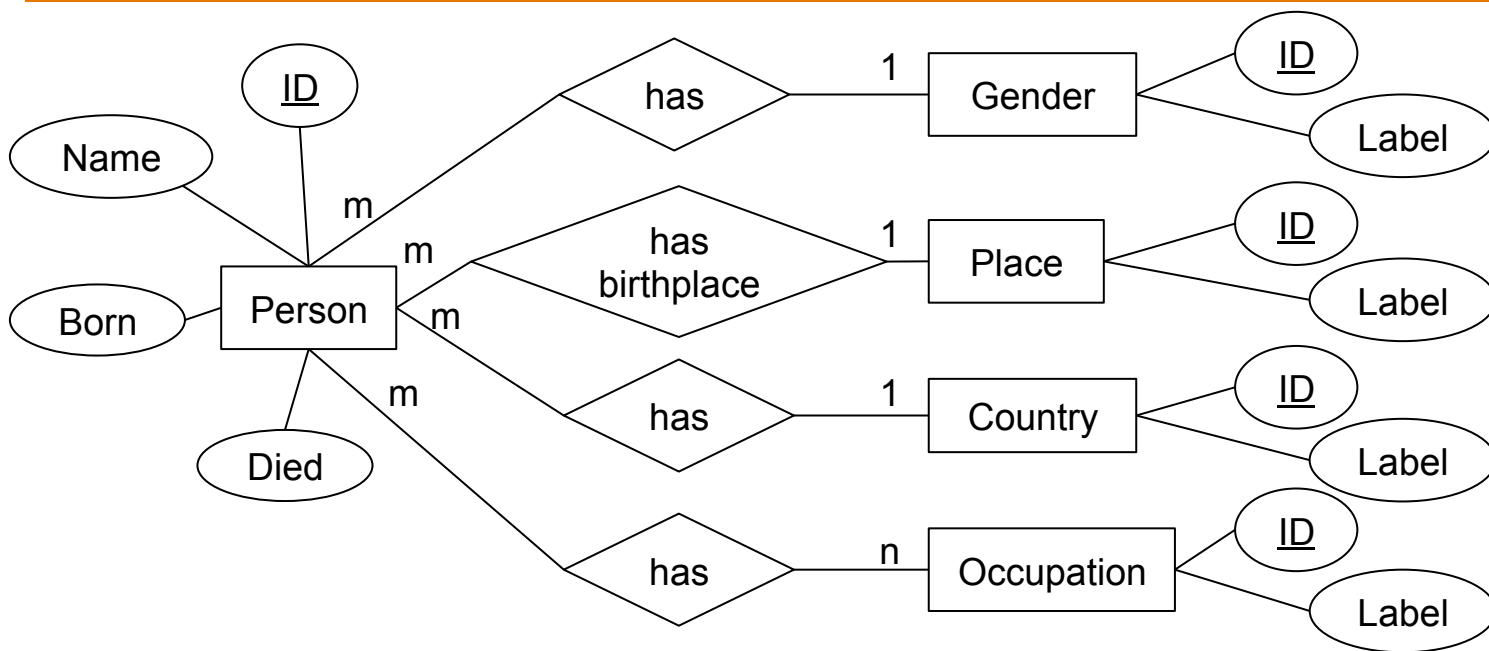 ID
Name
Born
Person
Died
m
has
1
Gender
ID
Label
m
has
birthplace
1
Place
ID
Label
m
has
1
Country
ID
Label
m
has
n
Occupation
ID
Label